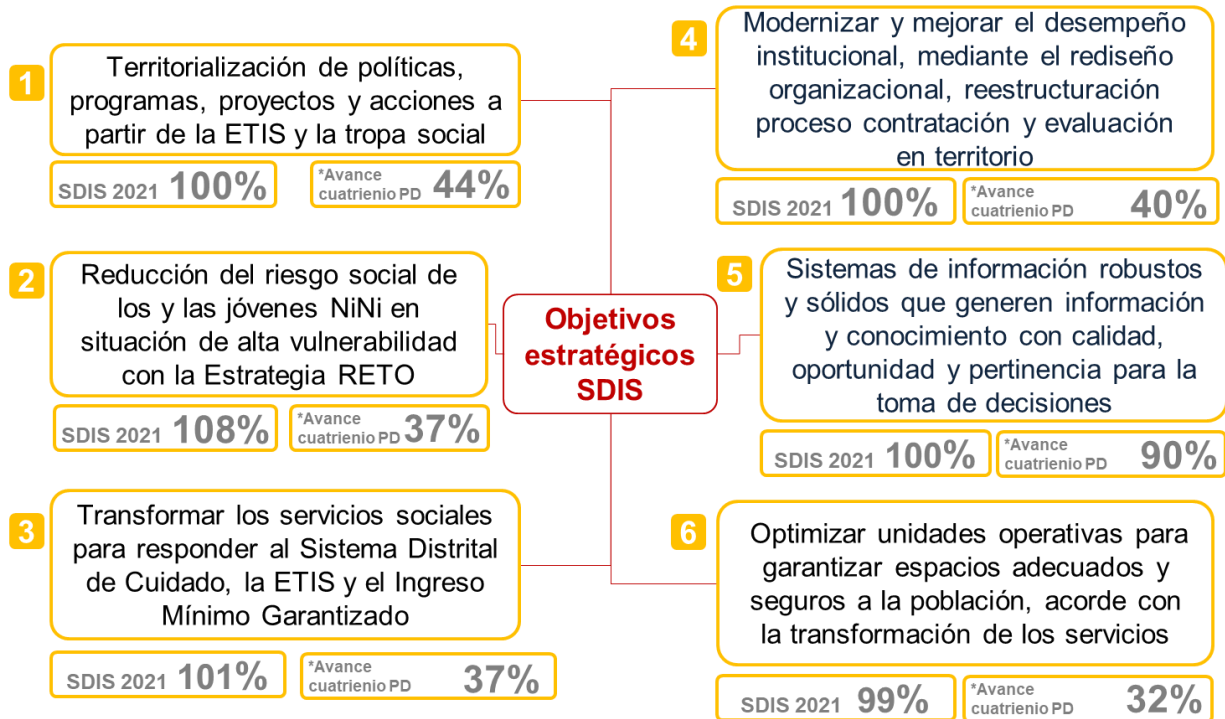 1
Territorialización de políticas,
programas, proyectos y acciones a
partir de la ETIS y la tropa social
SDIS 2021 100%
*Avance
cuatrienio PD 44%
2
Reducción del riesgo social de
los y las jóvenes NiNi en
situación de alta vulnerabilidad
con la Estrategia RETO
SDIS 2021 108%
*Avance
cuatrienio PD 37%
3
Transformar los servicios sociales
para responder al Sistema Distrital
de Cuidado, la ETIS y el Ingreso
Mínimo Garantizado
SDIS 2021 101%
*Avance
cuatrienio PD 37%
Objetivos
estratégicos
SDIS
4
Modernizar y mejorar el desempeño
institucional, mediante el rediseño
organizacional, reestructuración
proceso contratación y evaluación
en territorio
SDIS 2021 100%
*Avance
cuatrienio PD 40%
5
Sistemas de información robustos
y sólidos que generen información
y conocimiento con calidad,
oportunidad y pertinencia para la
toma de decisiones
SDIS 2021 100%
*Avance
cuatrienio PD 90%
6
Optimizar unidades operativas para
garantizar espacios adecuados y
seguros a la población, acorde con
la transformación de los servicios
SDIS 2021 99%
*Avance
cuatrienio PD 32%